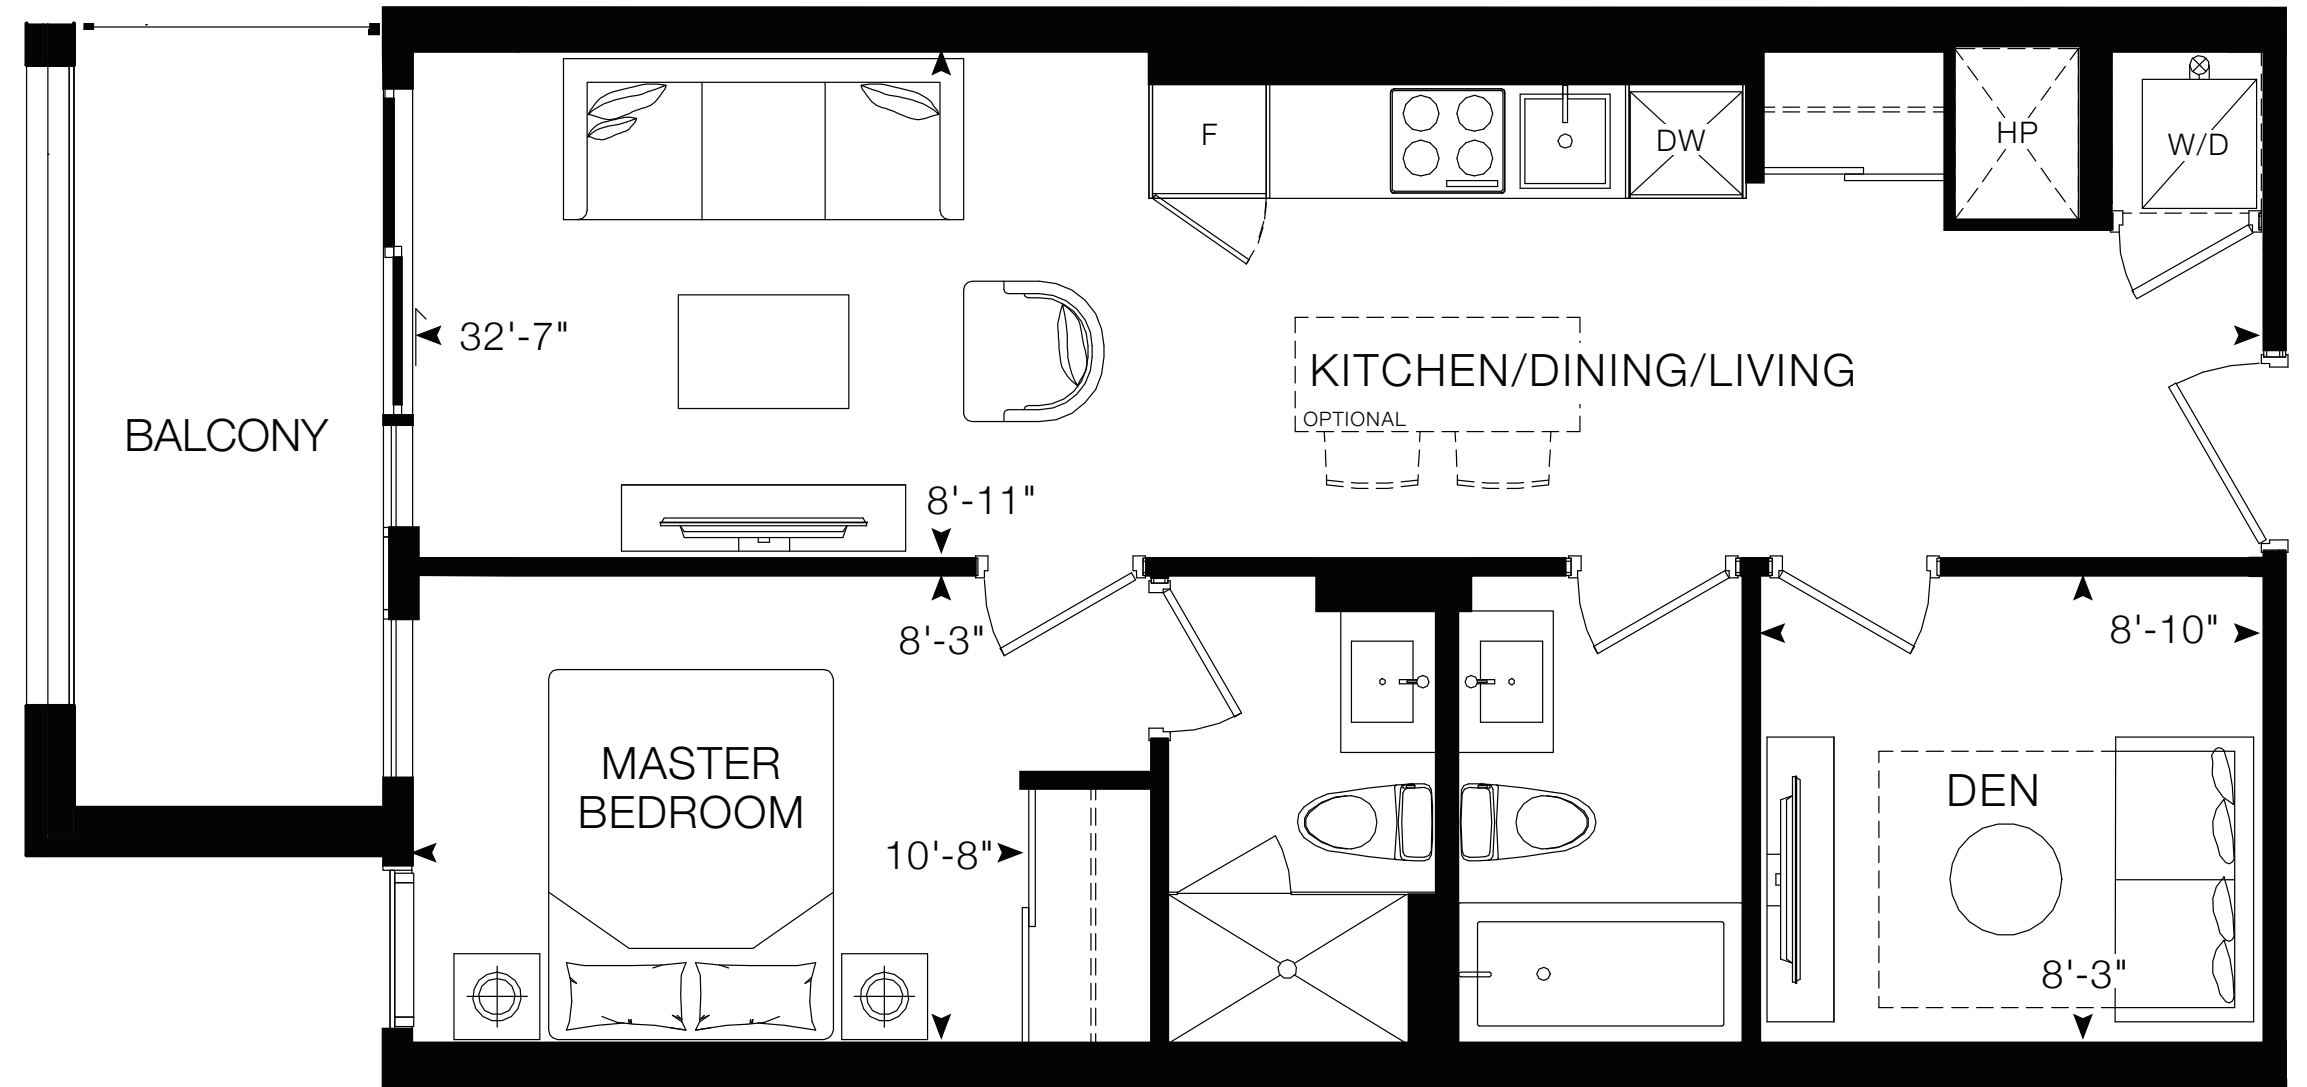 F
DW
HP
W/D
32'-7"
KITCHEN/DINING/LIVING
OPTIONAL
BALCONY
8'-11"
8'-3"
8'-10"
MASTER
BEDROOM
DEN
10'-8"
8'-3"